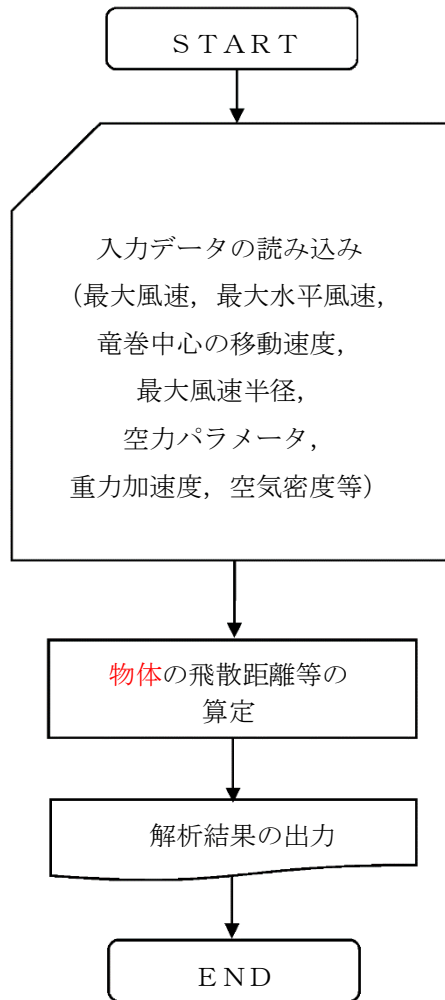 ＳＴＡＲＴ
入力データの読み込み
（最大風速，最大水平風速，
竜巻中心の移動速度，
最大風速半径，
空力パラメータ，
重力加速度，空気密度等）
物体の飛散距離等の
算定
解析結果の出力
ＥＮＤ